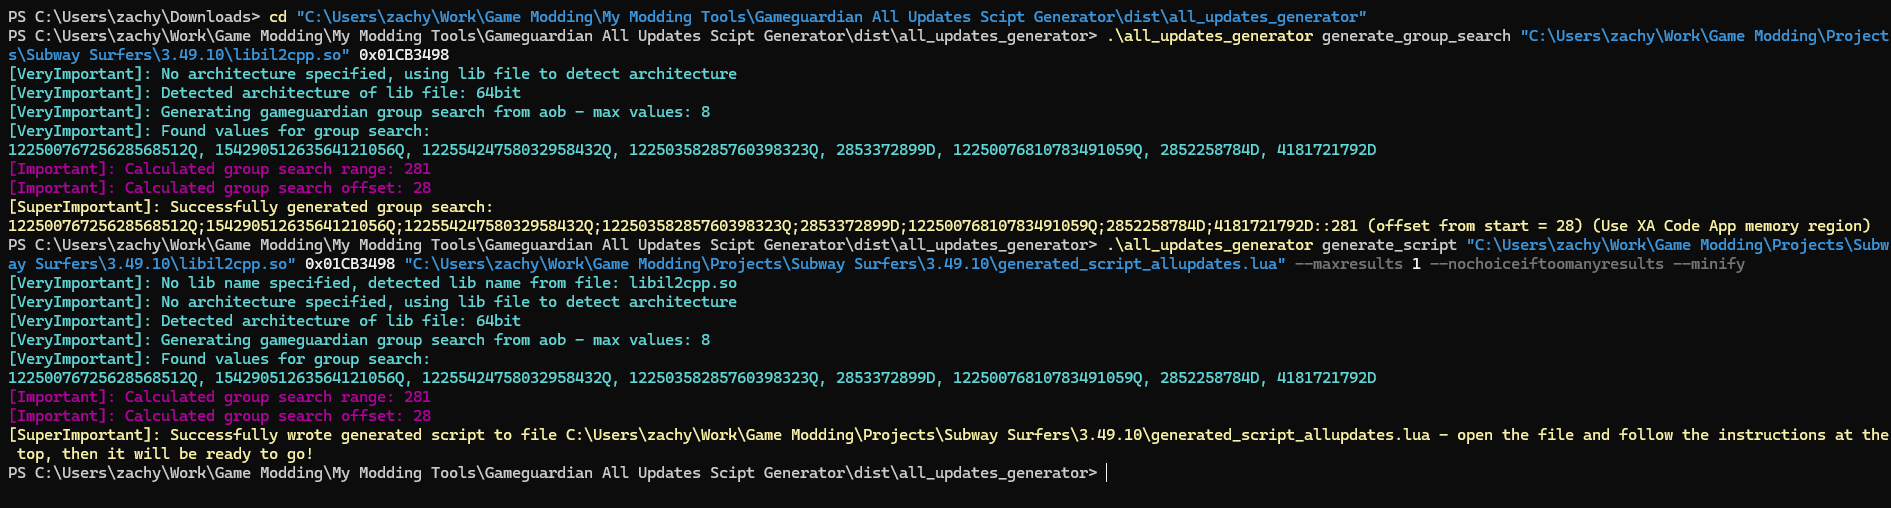 PS C:\Users\zachy\Downloads> cd "C:\Users\zachy\Work\Game Modding\My Modding Tools\Gameguardian All Updates Scipt Generator\dist\all_updates_generator"
PS C:\Users\zachy\Work\Game Modding\My Modding Tools\Gameguardian All Updates Scipt Generator\dist\all_updates_generator> .\all_updates_generator generate_group_search "C:\Users\zachy\Work\Game Modding\Project
s\Subway Surfers\3.49.10\libil2cpp.so" 0x01CB3498
[VeryImportant]: No architecture specified, using lib file to detect architecture
[VeryImportant]: Detected architecture of lib file: 64bit
[VeryImportant]: Generating gameguardian group search from aob - max values: 8
[VeryImportant]: Found values for group search:
12250076725628568512Q, 15429051263564121056Q, 12255424758032958432Q, 12250358285760398323Q, 2853372899D, 12250076810783491059Q, 2852258784D, 4181721792D
[Important]: Calculated group search range: 281
[Important]: Calculated group search offset: 28
[SuperImportant]: Successfully generated group search:
12250076725628568512Q;15429051263564121056Q;12255424758032958432Q;12250358285760398323Q;2853372899D;12250076810783491059Q;2852258784D;4181721792D::281 (offset from start = 28) (Use XA Code App memory region)
PS C:\Users\zachy\Work\Game Modding\My Modding Tools\Gameguardian All Updates Scipt Generator\dist\all_updates_generator> .\all_updates_generator generate_script "C:\Users\zachy\Work\Game Modding\Projects\Subw
ay Surfers\3.49.10\libil2cpp.so" 0x01CB3498 "C:\Users\zachy\Work\Game Modding\Projects\Subway Surfers\3.49.10\generated_script_allupdates.lua" --maxresults 1 --nochoiceiftoomanyresults --minify
[VeryImportant]: No lib name specified, detected lib name from file: libil2cpp.so
[VeryImportant]: No architecture specified, using lib file to detect architecture
[VeryImportant]: Detected architecture of lib file: 64bit
[VeryImportant]: Generating gameguardian group search from aob - max values: 8
[VeryImportant]: Found values for group search:
12250076725628568512Q, 15429051263564121056Q, 12255424758032958432Q, 12250358285760398323Q, 2853372899D, 12250076810783491059Q, 2852258784D, 4181721792D
[Important]: Calculated group search range: 281
[Important]: Calculated group search offset: 28
[SuperImportant]: Successfully wrote generated script to file C:\Users\zachy\Work\Game Modding\Projects\Subway Surfers\3.49.10\generated_script_allupdates.lua - open the file and follow the instructions at the
top, then it will be ready to go!
PS C:\Users\zachy\Work\Game Modding\My Modding Tools\Gameguardian All Updates Scipt Generator\dist\all_updates_generator>